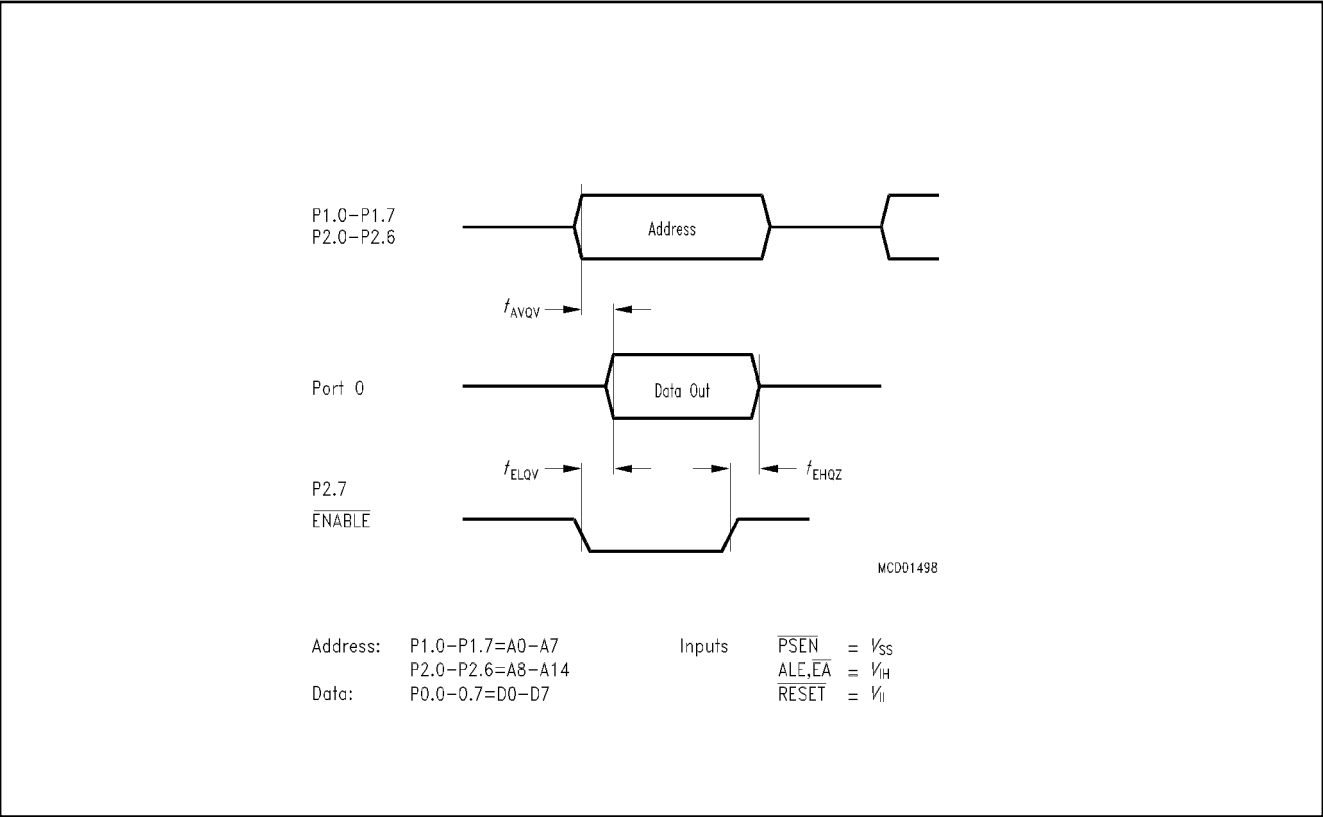 P1.0–P1.7
P2.0–P2.6
Address
tAVQV
Port 0
Data Out
tELQV
tEHQZ
P2.7
ENABLE
MCD01498
Address: P1.0–P1.7=A0–A7 Inputs PSEN = VSS
P2.0–P2.6=A8–A14 ALE,EA = VIH
Data: P0.0–0.7=D0–D7 RESET = VIL